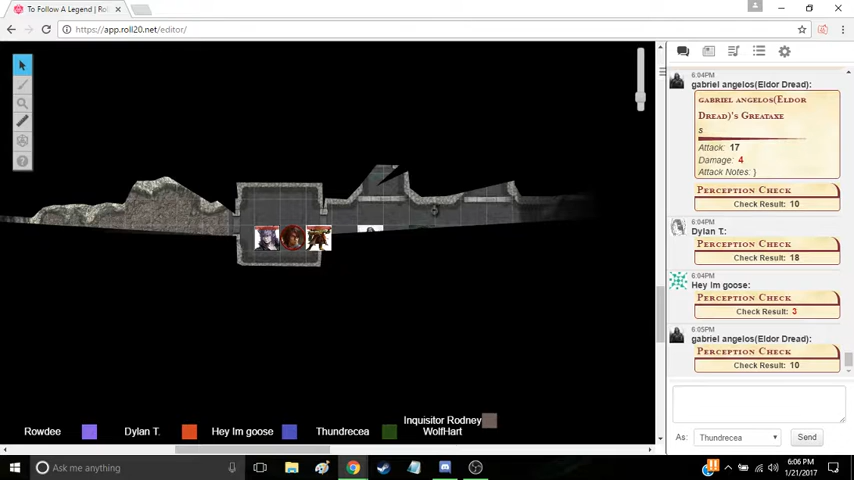 To Follow A Legend | Roll20
https://app.roll20.net/editor/
6:04PM
gabriel angelos(Eldor Dread):
GABRIEL ANGELOS(ELDOR
DREAD)'S GREATAXE
S
Attack: 17
Damage: 4
Attack Notes: )
PERCEPTION CHECK
Check Result: 10
6:04PM
Dylan T.:
PERCEPTION CHECK
Check Result: 18
6:04PM
Hey Im goose:
PERCEPTION CHECK
Check Result: 3
6:05PM
gabriel angelos(Eldor Dread):
PERCEPTION CHECK
Check Result: 10
Rowdee
Dylan T.
Hey Im goose
Thundrecea
Inquisitor Rodney
WolfHart
As: Thundrecea
Send
Ask me anything
6:06 PM
1/21/2017